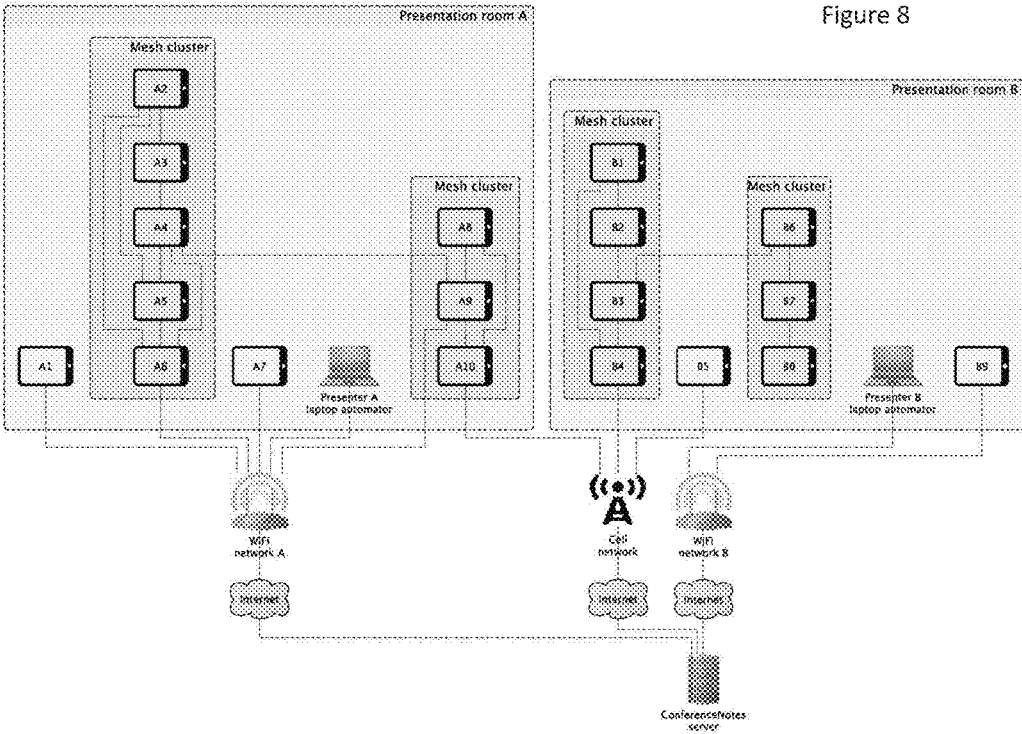 Figure 8
Presentation room A
Mesh cluster
A2
A3
A4
A5
A6
A1
A7
Presenter A
laptop automator
Mesh cluster
A8
A9
A10
Presentation room B
Mesh cluster
B1
B2
B3
B4
B5
Mesh cluster
B6
B7
B8
Presenter B
laptop automator
B9
WiFi
network A
Cell
network
WiFi
network B
Internet
Internet
Internet
ConferenceNotes
server